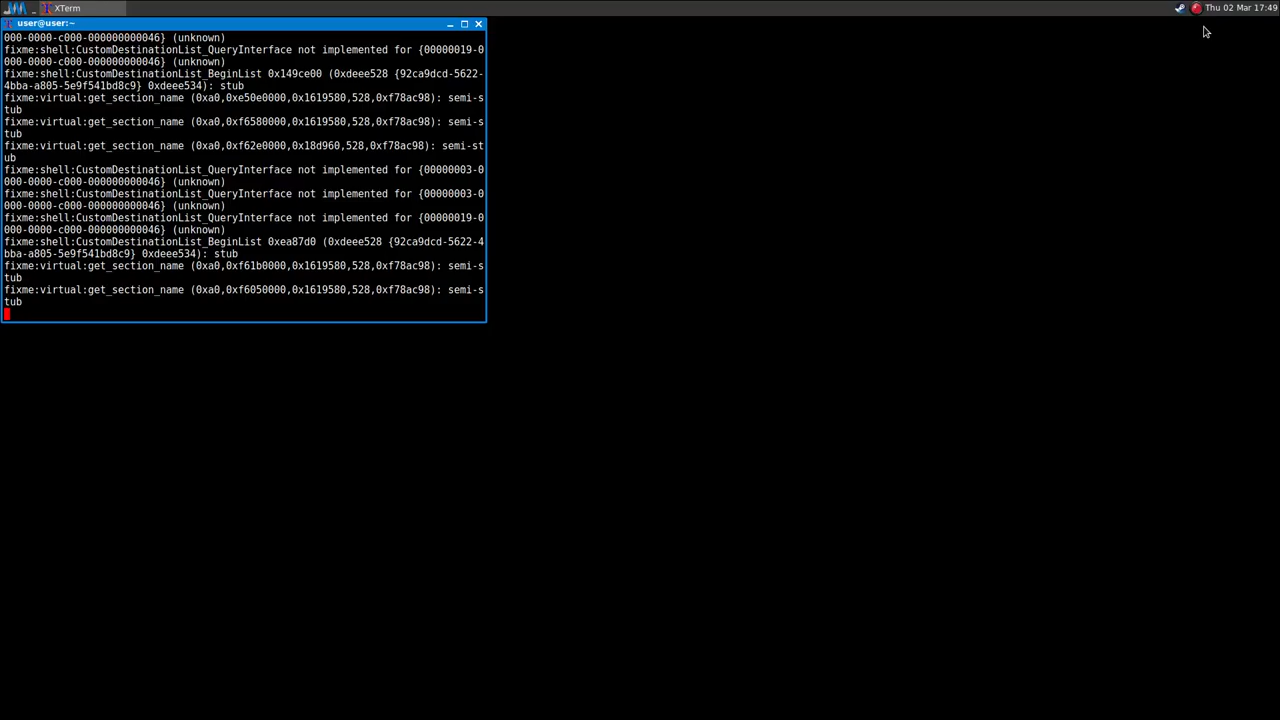 XTerm
Thu 02 Mar 17:49
user@user:~
000-0000-c000-000000000046} (unknown)
fixme:shell:CustomDestinationList_QueryInterface not implemented for {00000019-0
000-0000-c000-000000000046} (unknown)
fixme:shell:CustomDestinationList_BeginList 0x149ce00 (0xdeee528 {92ca9dcd-5622-
4bba-a805-5e9f541bd8c9} 0xdeee534): stub
fixme:virtual:get_section_name (0xa0,0xe50e0000,0x1619580,528,0xf78ac98): semi-s
tub
fixme:virtual:get_section_name (0xa0,0xf6580000,0x1619580,528,0xf78ac98): semi-s
tub
fixme:virtual:get_section_name (0xa0,0xf62e0000,0x18d960,528,0xf78ac98): semi-st
ub
fixme:shell:CustomDestinationList_QueryInterface not implemented for {00000003-0
000-0000-c000-000000000046} (unknown)
fixme:shell:CustomDestinationList_QueryInterface not implemented for {00000003-0
000-0000-c000-000000000046} (unknown)
fixme:shell:CustomDestinationList_QueryInterface not implemented for {00000019-0
000-0000-c000-000000000046} (unknown)
fixme:shell:CustomDestinationList_BeginList 0xea87d0 (0xdeee528 {92ca9dcd-5622-4
bba-a805-5e9f541bd8c9} 0xdeee534): stub
fixme:virtual:get_section_name (0xa0,0xf61b0000,0x1619580,528,0xf78ac98): semi-s
tub
fixme:virtual:get_section_name (0xa0,0xf6050000,0x1619580,528,0xf78ac98): semi-s
tub